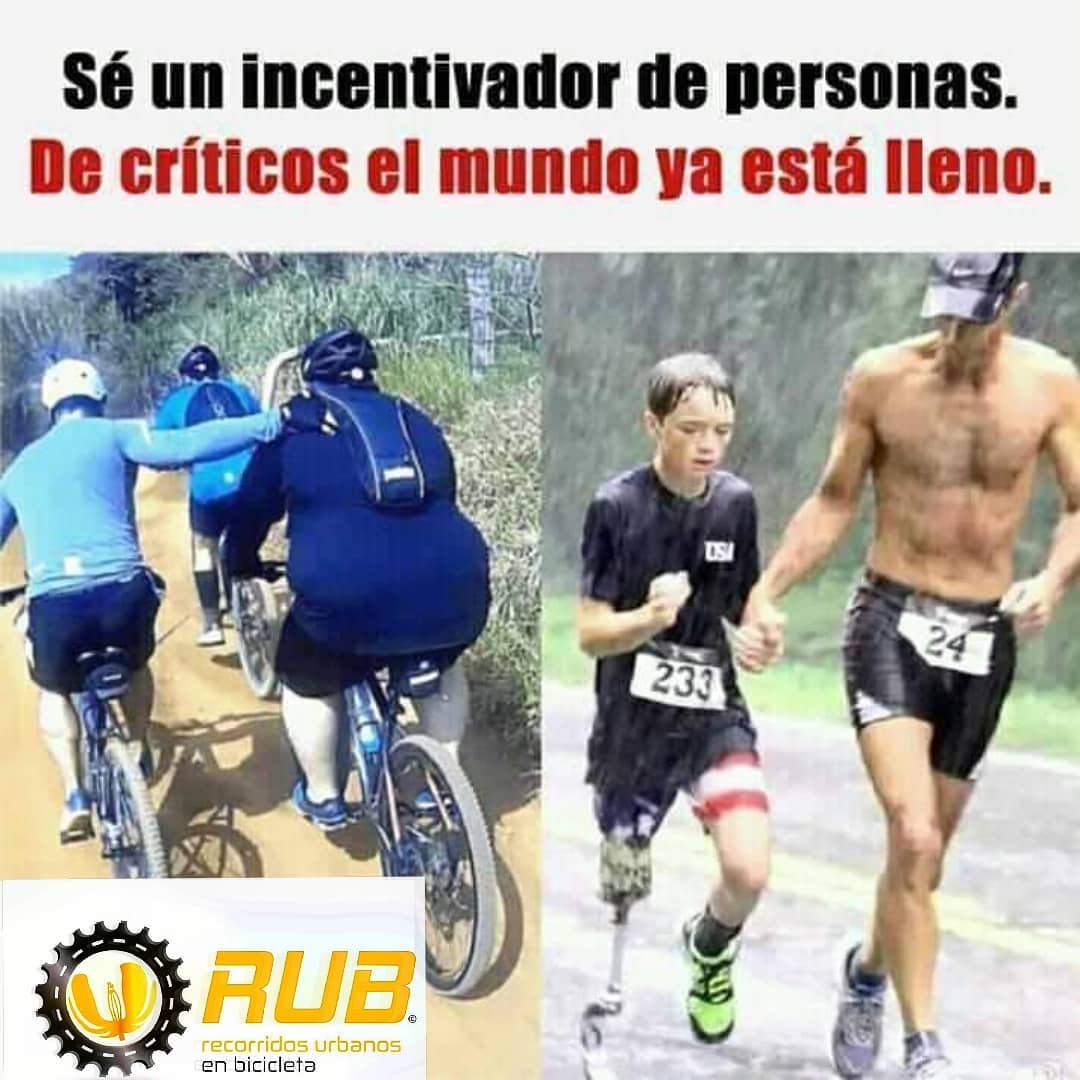 Sé un incentivador de personas.
De críticos el mundo ya está lleno.
233
24
RUB
©
recorridos urbanos
en bicicleta